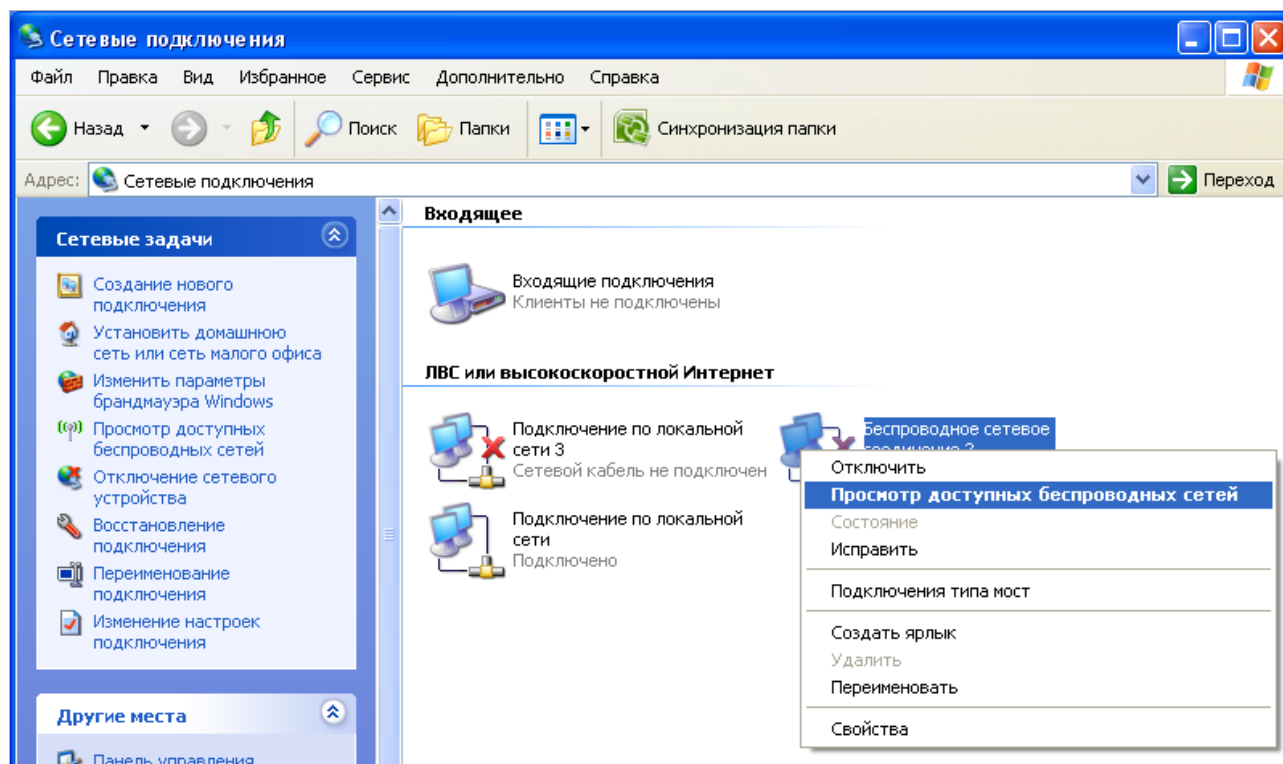 Сетевые подключения
Файл Правка Вид Избранное Сервис Дополнительно Справка
Назад Поиск Папки Синхронизация папки
Адрес: Сетевые подключения Переход
Сетевые задачи
Создание нового
подключения
Установить домашнюю
сеть или сеть малого офиса
Изменить параметры
брандмауэра Windows
Просмотр доступных
беспроводных сетей
Отключение сетевого
устройства
Восстановление
подключения
Переименование
подключения
Изменение настроек
подключения
Другие места
Панель управления
Входящее
Входящие подключения
Клиенты не подключены
ЛВС или высокоскоростной Интернет
Подключение по локальной
сети 3
Сетевой кабель не подключен
Подключение по локальной
сети
Подключено
Беспроводное сетевое
соединение 2
Отключить
Просмотр доступных беспроводных сетей
Состояние
Исправить
Подключения типа мост
Создать ярлык
Удалить
Переименовать
Свойства